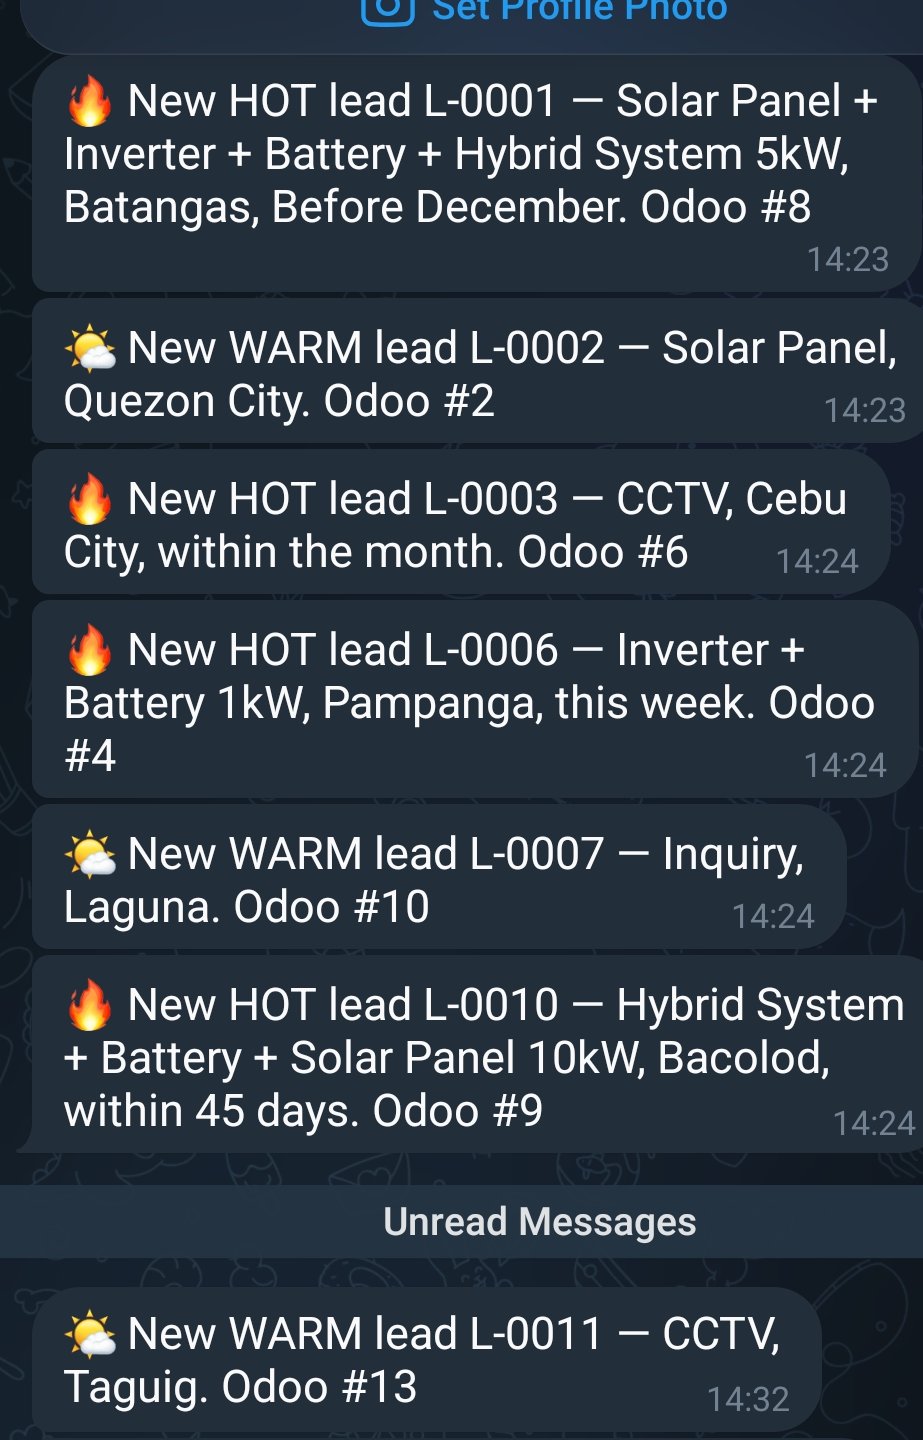 Set Profile Photo
🔥 New HOT lead L-0001 — Solar Panel +
Inverter + Battery + Hybrid System 5kW,
Batangas, Before December. Odoo #8
14:23
🌤 New WARM lead L-0002 — Solar Panel,
Quezon City. Odoo #2
14:23
🔥 New HOT lead L-0003 — CCTV, Cebu
City, within the month. Odoo #6
14:24
🔥 New HOT lead L-0006 — Inverter +
Battery 1kW, Pampanga, this week. Odoo
#4
14:24
🌤 New WARM lead L-0007 — Inquiry,
Laguna. Odoo #10
14:24
🔥 New HOT lead L-0010 — Hybrid System
+ Battery + Solar Panel 10kW, Bacolod,
within 45 days. Odoo #9
14:24
Unread Messages
🌤 New WARM lead L-0011 — CCTV,
Taguig. Odoo #13
14:32